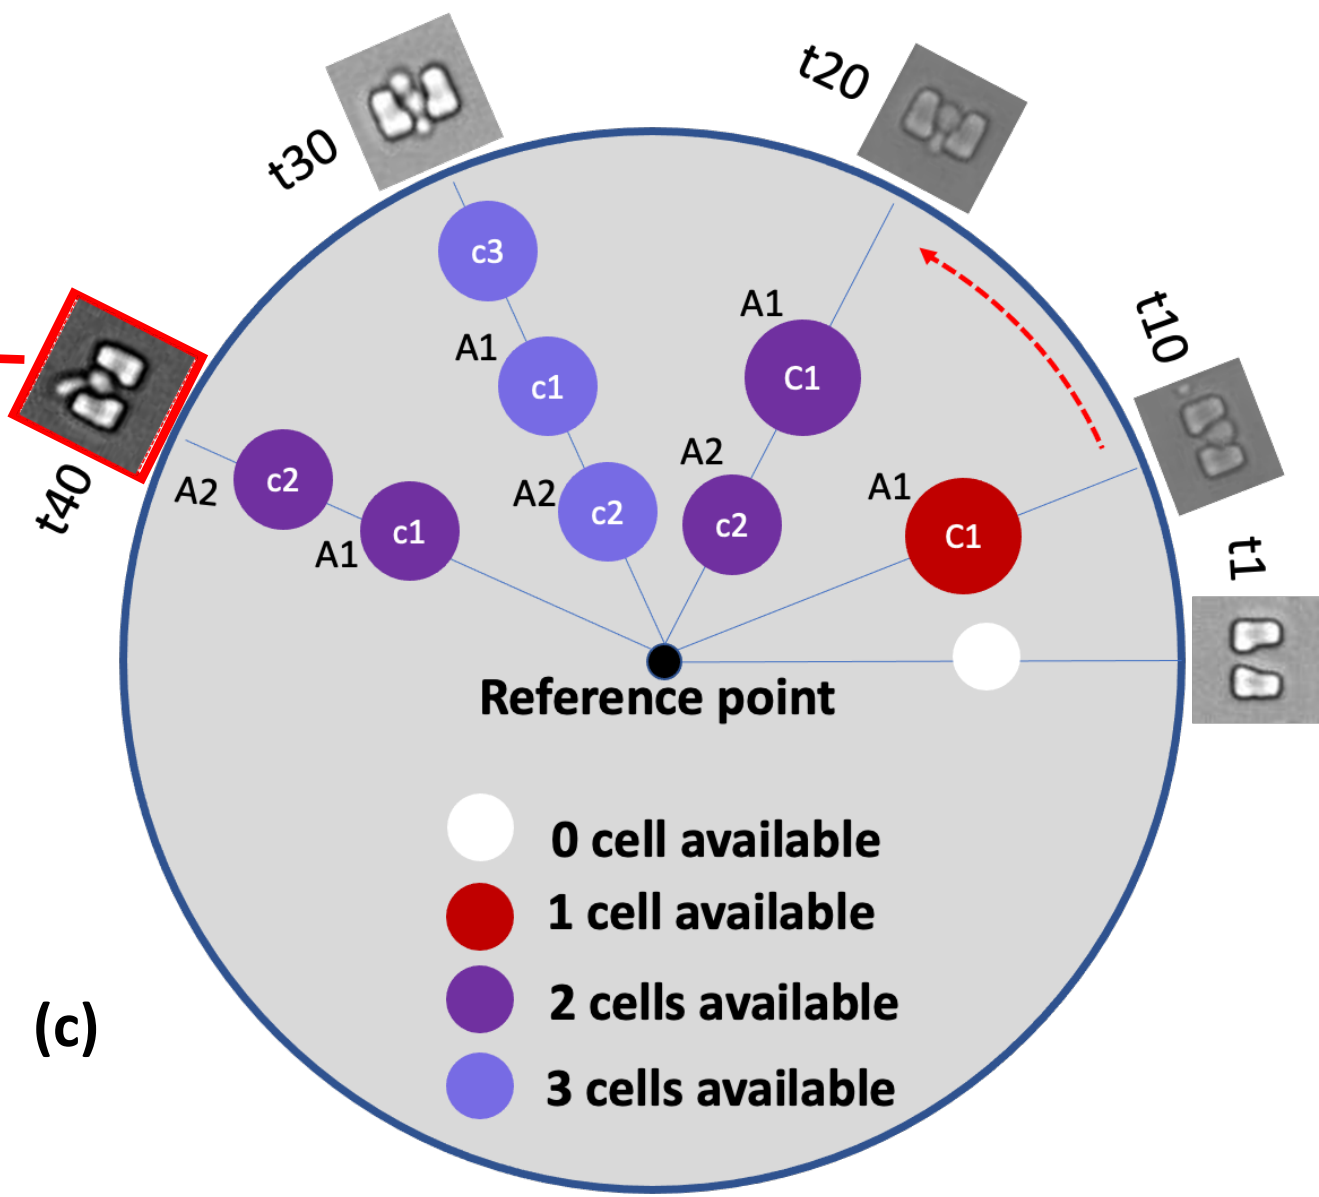 t20
t30
t10
c3
A1
A1
c1
C1
t40
A2
c2
A2
c2
A2
c2
A1
C1
A1
c1
t1
Reference point
0 cell available
1 cell available
2 cells available
3 cells available
(c)